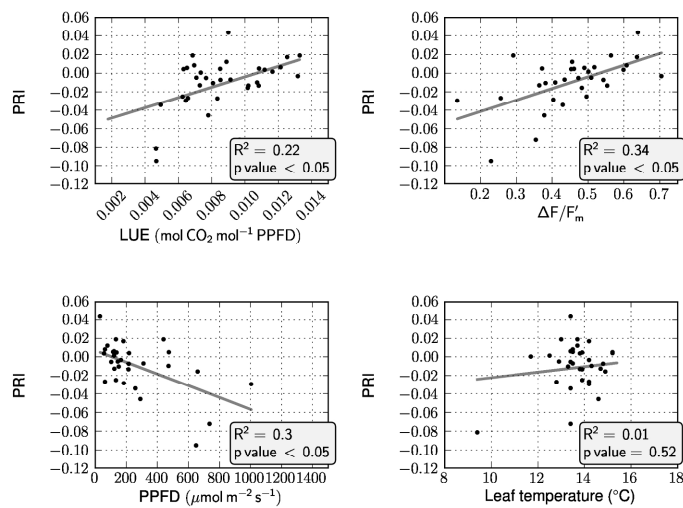 0.06
0.04
0.02
0.00
−0.02
−0.04
−0.06
−0.08
−0.10
−0.12
PRI
R² = 0.22
p value < 0.05
0.002
0.004
0.006
0.008
0.010
0.012
0.014
LUE (mol CO₂ mol⁻¹ PPFD)
0.06
0.04
0.02
0.00
−0.02
−0.04
−0.06
−0.08
−0.10
−0.12
PRI
R² = 0.34
p value < 0.05
0.2 0.3 0.4 0.5 0.6 0.7
ΔF/F′ₘ
0.06
0.04
0.02
0.00
−0.02
−0.04
−0.06
−0.08
−0.10
−0.12
PRI
R² = 0.3
p value < 0.05
0 200 400 600 800 1000 1200 1400
PPFD (μmol m⁻² s⁻¹)
0.06
0.04
0.02
0.00
−0.02
−0.04
−0.06
−0.08
−0.10
−0.12
PRI
R² = 0.01
p value = 0.52
8 10 12 14 16 18
Leaf temperature (°C)